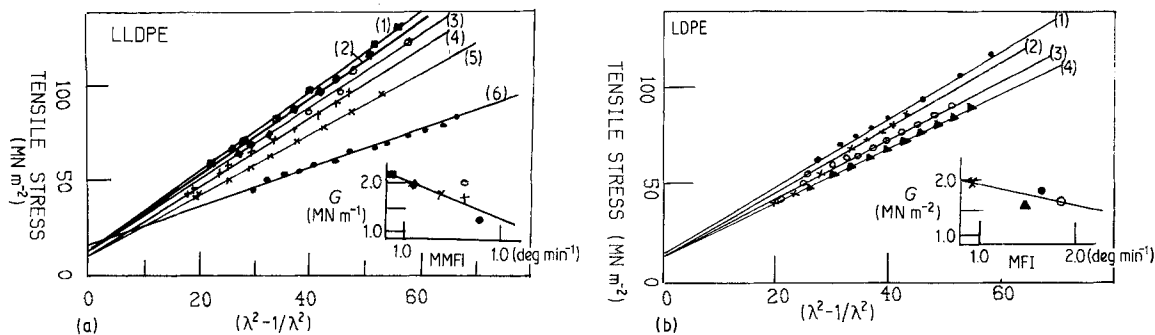 LLDPE
TENSILE STRESS
(MN m⁻²)
100
50
0
(1)
(2)
(3)
(4)
(5)
(6)
G
(MN m⁻¹)
2.0
1.0
1.0
1.0 (deg min⁻¹)
MMFI
0
20
40
60
(a)
(λ²-1/λ²)
LDPE
TENSILE STRESS (MN m⁻²)
100
50
0
(1)
(2)
(3)
(4)
G
(MN m⁻²)
2.0
1.0
1.0
2.0 (deg min⁻¹)
MFI
0
20
40
60
(b)
(λ²-1/λ²)